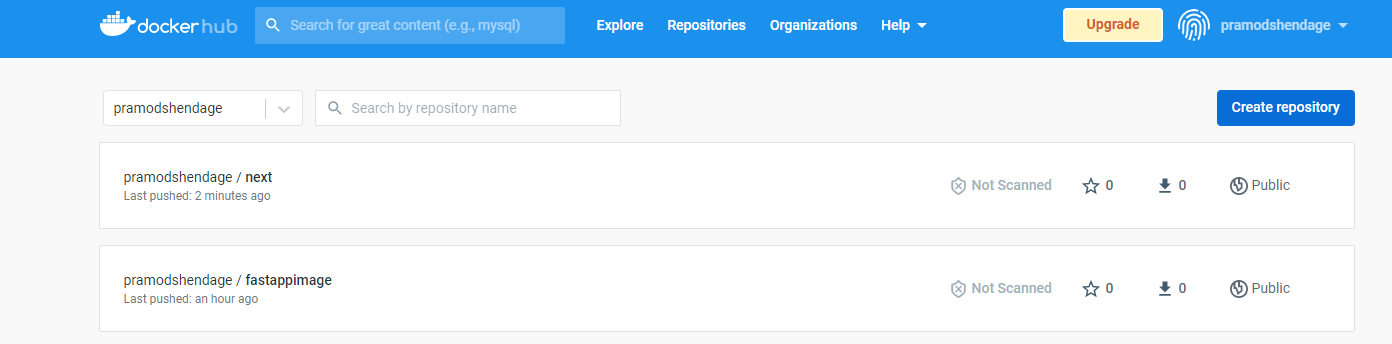 docker hub
Search for great content (e.g., mysql)
Explore
Repositories
Organizations
Help
Upgrade
pramodshendage
pramodshendage
Search by repository name
Create repository
pramodshendage / next
Last pushed: 2 minutes ago
Not Scanned
0
0
Public
pramodshendage / fastappimage
Last pushed: an hour ago
Not Scanned
0
0
Public